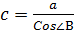 c = a / Cos∠B